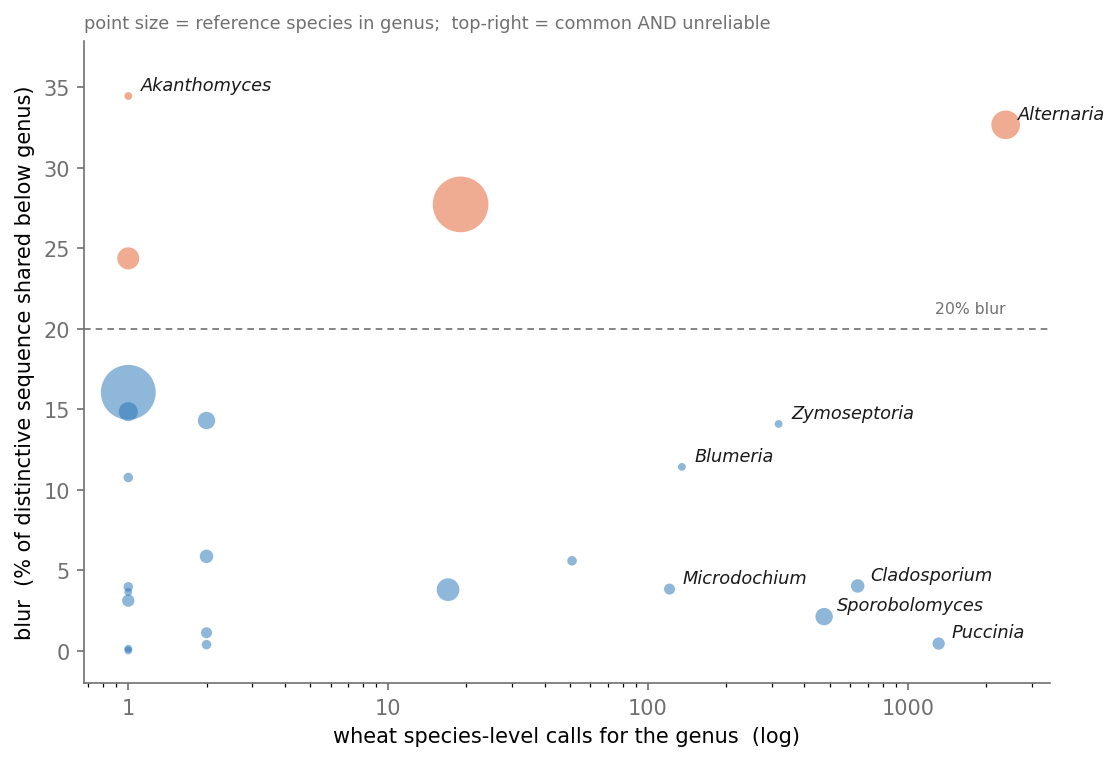 point size = reference species in genus;  top-right = common AND unreliable
35
30
25
20
15
10
5
0
blur  (% of distinctive sequence shared below genus)
Akanthomyces
Alternaria
20% blur
Zymoseptoria
Blumeria
Microdochium
Cladosporium
Sporobolomyces
Puccinia
1
10
100
1000
wheat species-level calls for the genus  (log)